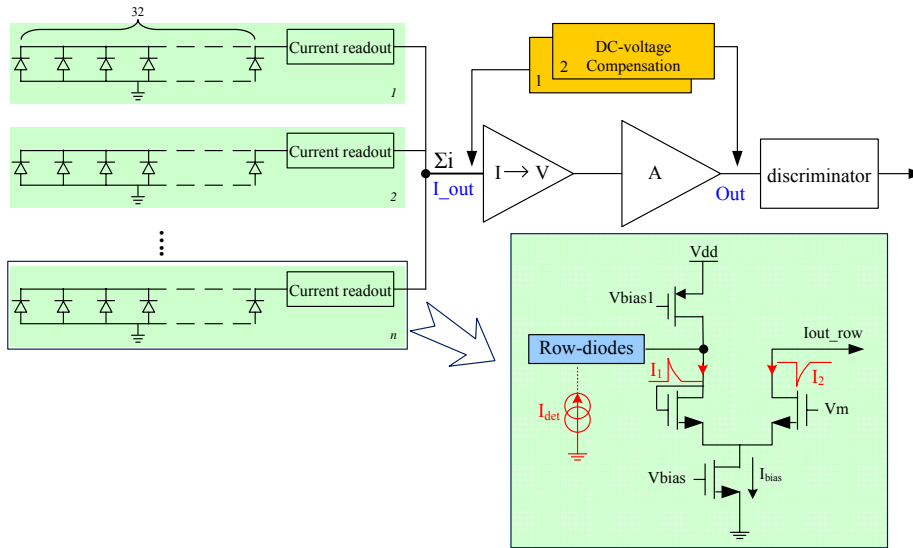 32
Current readout
1
Current readout
2
Current readout
n
Σi
I_out
I → V
A
Out
discriminator
1
2
DC-voltage
Compensation
Vdd
Vbias1
Row-diodes
Iout_row
I1
I2
Idet
Vm
Vbias
Ibias